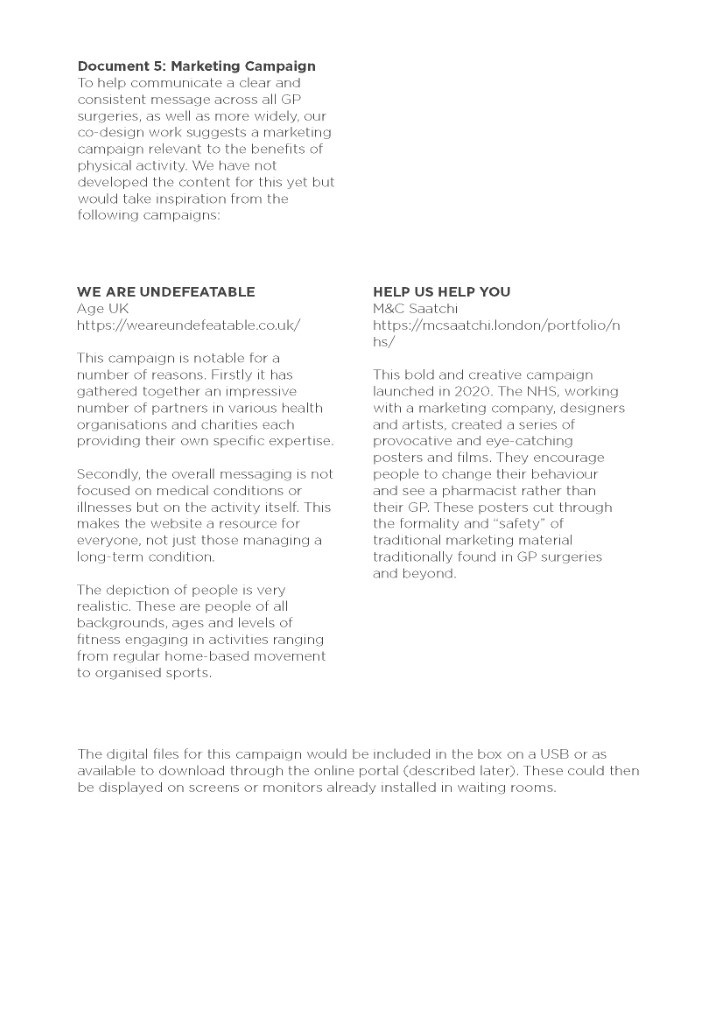 Document 5: Marketing Campaign
To help communicate a clear and
consistent message across all GP
surgeries, as well as more widely, our
co-design work suggests a marketing
campaign relevant to the benefits of
physical activity. We have not
developed the content for this yet but
would take inspiration from the
following campaigns:
WE ARE UNDEFEATABLE
Age UK
https://weareundefeatable.co.uk/
This campaign is notable for a
number of reasons. Firstly it has
gathered together an impressive
number of partners in various health
organisations and charities each
providing their own specific expertise.
Secondly, the overall messaging is not
focused on medical conditions or
illnesses but on the activity itself. This
makes the website a resource for
everyone, not just those managing a
long-term condition.
The depiction of people is very
realistic. These are people of all
backgrounds, ages and levels of
fitness engaging in activities ranging
from regular home-based movement
to organised sports.
HELP US HELP YOU
M&C Saatchi
https://mcsaatchi.london/portfolio/n
hs/
This bold and creative campaign
launched in 2020. The NHS, working
with a marketing company, designers
and artists, created a series of
provocative and eye-catching
posters and films. They encourage
people to change their behaviour
and see a pharmacist rather than
their GP. These posters cut through
the formality and “safety” of
traditional marketing material
traditionally found in GP surgeries
and beyond.
The digital files for this campaign would be included in the box on a USB or as
available to download through the online portal (described later). These could then
be displayed on screens or monitors already installed in waiting rooms.